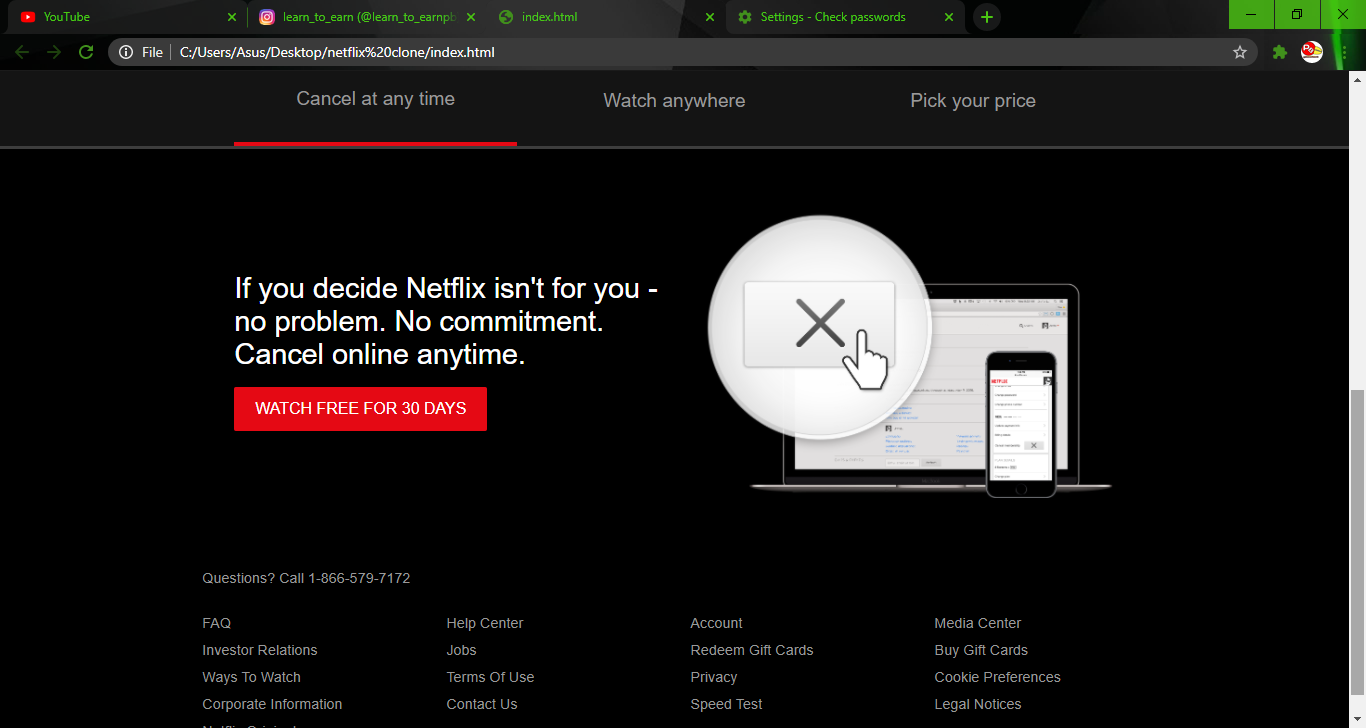 YouTube
learn_to_earn (@learn_to_earnpb
index.html
Settings - Check passwords
File
C:/Users/Asus/Desktop/netflix%20clone/index.html
Cancel at any time
Watch anywhere
Pick your price
If you decide Netflix isn't for you -
no problem. No commitment.
Cancel online anytime.
WATCH FREE FOR 30 DAYS
NETFLIX
Questions? Call 1-866-579-7172
FAQ
Help Center
Account
Media Center
Investor Relations
Jobs
Redeem Gift Cards
Buy Gift Cards
Ways To Watch
Terms Of Use
Privacy
Cookie Preferences
Corporate Information
Contact Us
Speed Test
Legal Notices